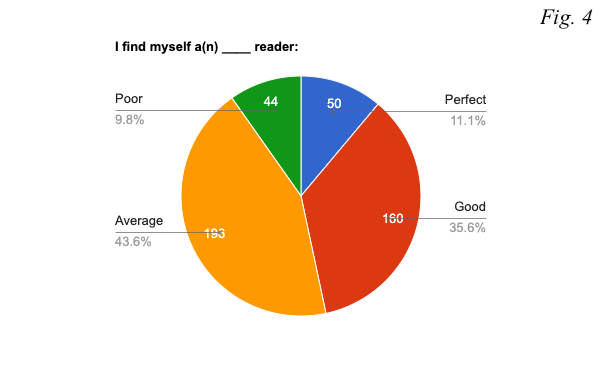 Fig. 4
I find myself a(n) ____ reader:
Poor
9.8%
44
50
Perfect
11.1%
Average
43.6%
196
160
Good
35.6%